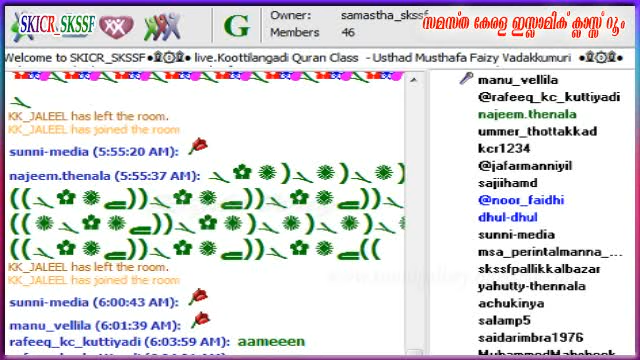 SKICR_SKSSF
G
Owner: samastha_skssf
Members 46
സമസ്ത കേരള ഇസ്ലാമിക് ക്ലാസ്സ് റൂം
Welcome to SKICR_SKSSF●۩۞۩● live.Koottilangadi Quran Class - Usthad Musthafa Faizy Vadakkumuri ●۩۞۩●
KK_JALEEL has left the room.
KK_JALEEL has joined the room
sunni-media (5:55:20 AM):
najeem.thenala (5:55:37 AM):
KK_JALEEL has left the room.
KK_JALEEL has joined the room
sunni-media (6:00:43 AM):
manu_vellila (6:01:39 AM):
rafeeq_kc_kuttiyadi (6:03:59 AM): aameeen
manu_vellila
@rafeeq_kc_kuttiyadi
najeem.thenala
ummer_thottakkad
kcr1234
@jafarmanniyil
sajiihamd
@noor_faidhi
dhul-dhul
sunni-media
msa_perintalmanna_...
skssfpallikkalbazar
yahutty-thennala
achukinya
salamp5
saidarimbra1976